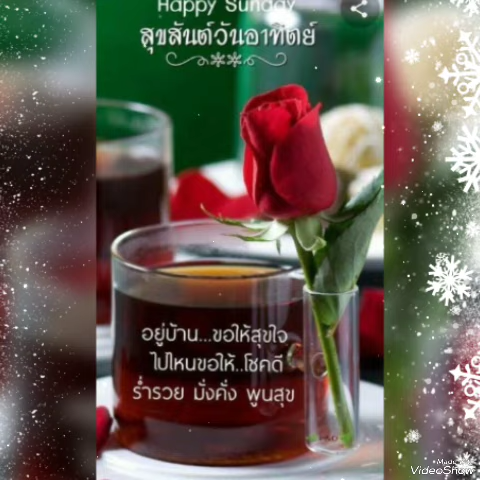 Happy Sunday
สุขสันต์วันอาทิตย์
อยู่บ้าน...ขอให้สุขใจ
ไปไหนขอให้..โชคดี
ร่ำรวย มั่งคั่ง พูนสุข
Made with
VideoShow